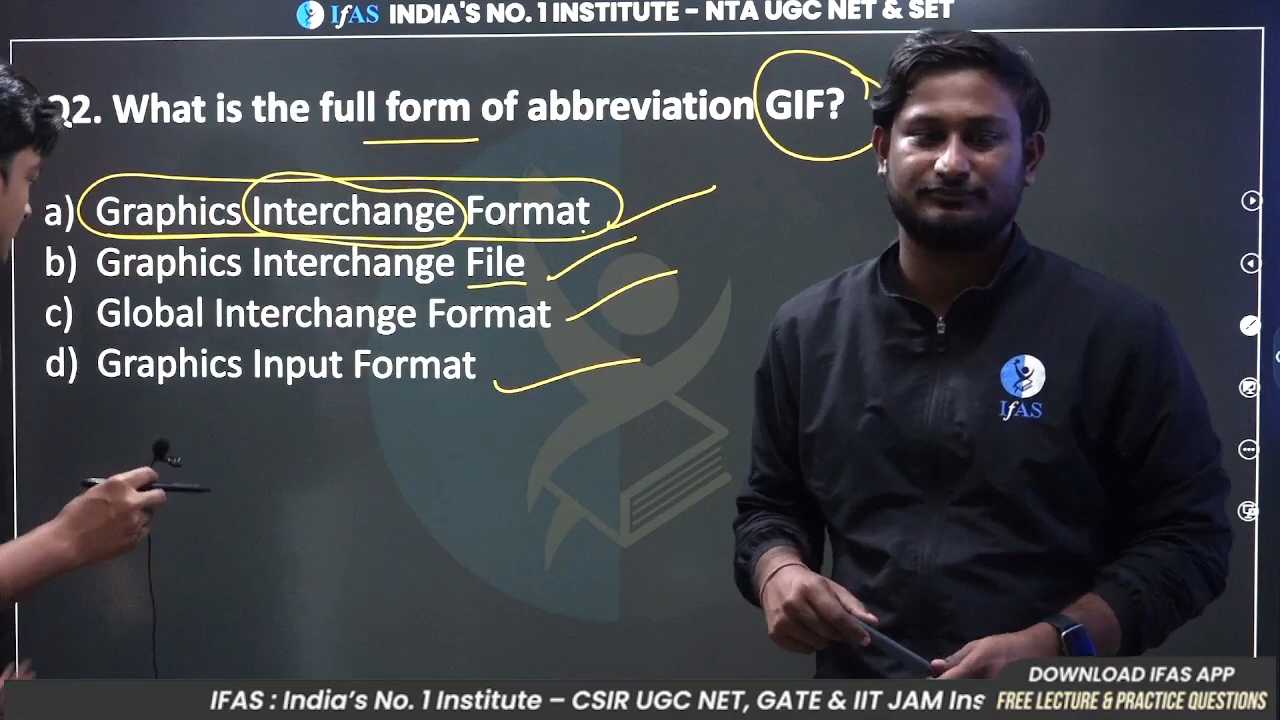 IfAS INDIA'S NO. 1 INSTITUTE – NTA UGC NET & SET
Q2. What is the full form of abbreviation GIF?
a) Graphics Interchange Format
b) Graphics Interchange File
c) Global Interchange Format
d) Graphics Input Format
IfAS
DOWNLOAD IFAS APP
IFAS : India's No. 1 Institute – CSIR UGC NET, GATE & IIT JAM Ins
FREE LECTURE & PRACTICE QUESTIONS